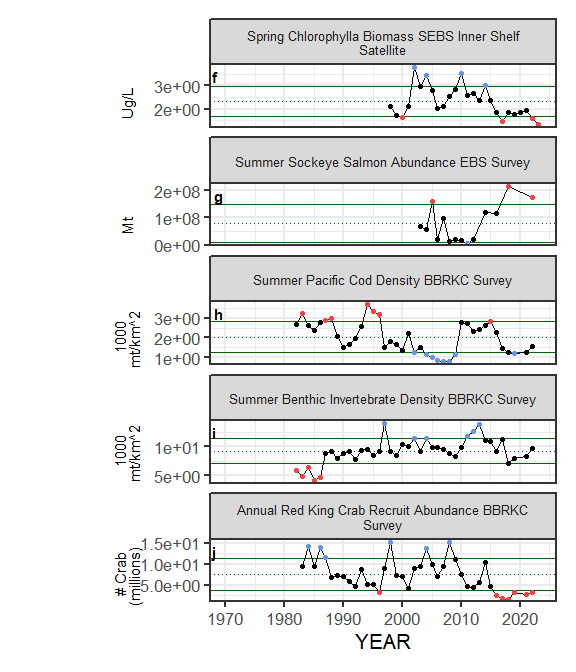 Spring Chlorophylla Biomass SEBS Inner Shelf
Satellite
f
Ug/L
3e+00
2e+00
Summer Sockeye Salmon Abundance EBS Survey
g
Mt
2e+08
1e+08
0e+00
Summer Pacific Cod Density BBRKC Survey
h
1000
mt/km^2
3e+00
2e+00
1e+00
Summer Benthic Invertebrate Density BBRKC Survey
i
1000
mt/km^2
1e+01
5e+00
Annual Red King Crab Recruit Abundance BBRKC
Survey
j
# Crab
(millions)
1.5e+01
1.0e+01
5.0e+00
1970 1980 1990 2000 2010 2020
YEAR